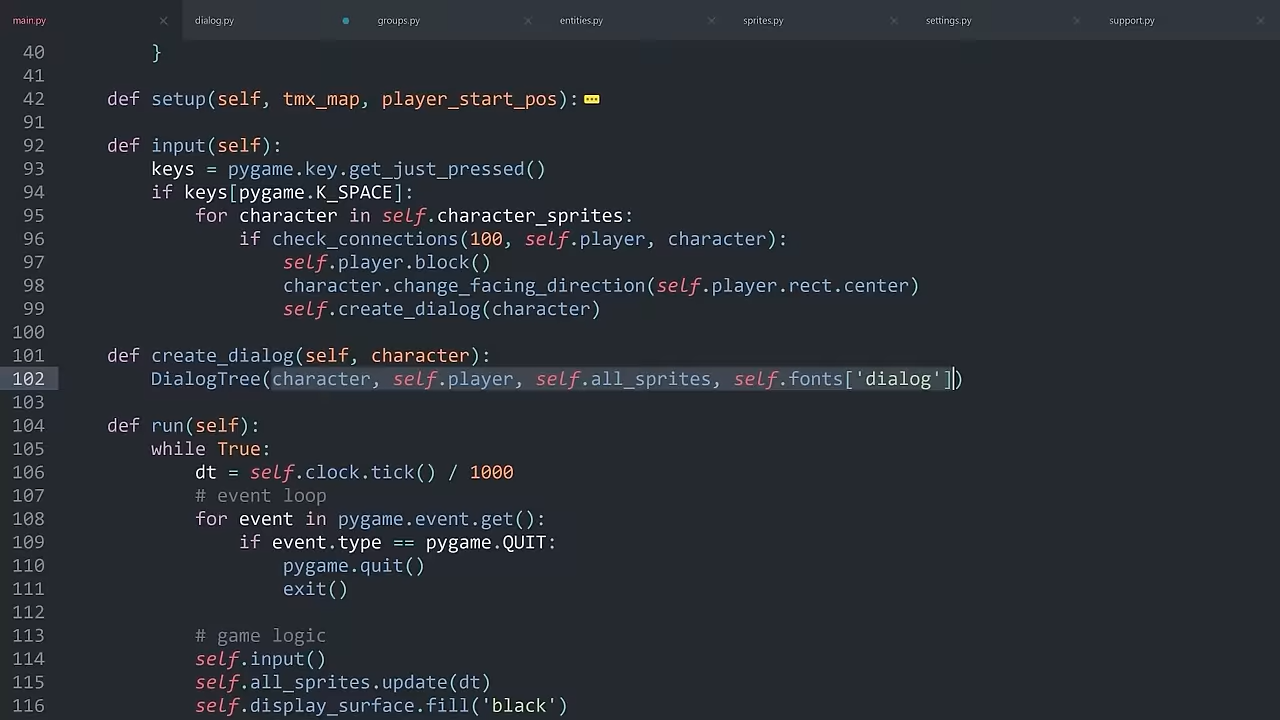 main.py dialog.py groups.py entities.py sprites.py settings.py support.py
40 }
41
42 def setup(self, tmx_map, player_start_pos):
91
92 def input(self):
93 keys = pygame.key.get_just_pressed()
94 if keys[pygame.K_SPACE]:
95 for character in self.character_sprites:
96 if check_connections(100, self.player, character):
97 self.player.block()
98 character.change_facing_direction(self.player.rect.center)
99 self.create_dialog(character)
100
101 def create_dialog(self, character):
102 DialogTree(character, self.player, self.all_sprites, self.fonts['dialog'])
103
104 def run(self):
105 while True:
106 dt = self.clock.tick() / 1000
107 # event loop
108 for event in pygame.event.get():
109 if event.type == pygame.QUIT:
110 pygame.quit()
111 exit()
112
113 # game logic
114 self.input()
115 self.all_sprites.update(dt)
116 self.display_surface.fill('black')